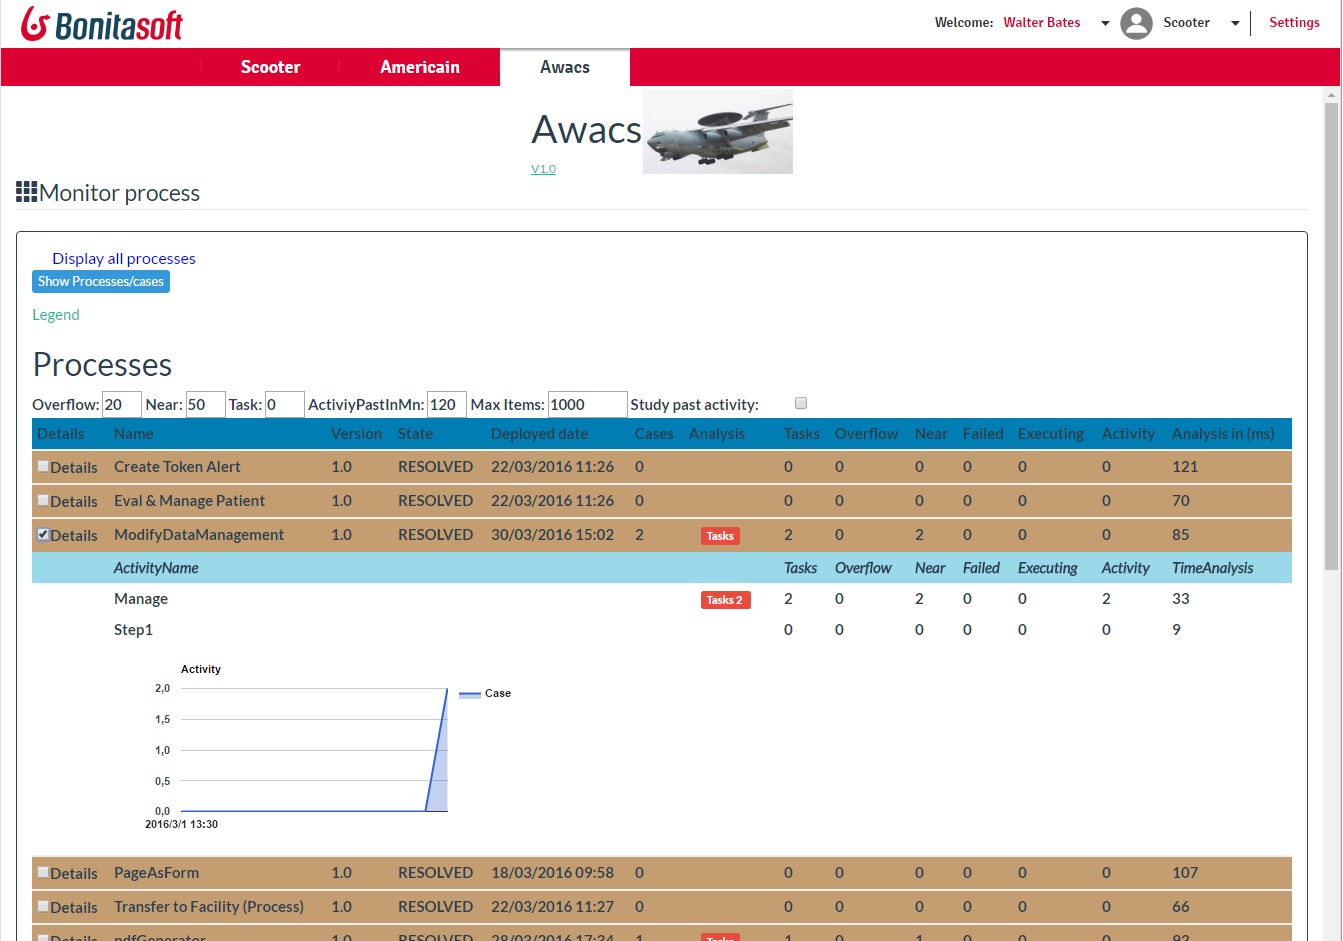 Bonitasoft
Welcome: Walter Bates Scooter Settings
Scooter Americain Awacs
Awacs
V1.0
Monitor process
Display all processes
Show Processes/cases
Legend
Processes
Overflow: 20 Near: 50 Task: 0 ActiviyPastInMn: 120 Max Items: 1000 Study past activity:
Details Name Version State Deployed date Cases Analysis Tasks Overflow Near Failed Executing Activity Analysis in (ms)
Details Create Token Alert 1.0 RESOLVED 22/03/2016 11:26 0 0 0 0 0 0 0 121
Details Eval & Manage Patient 1.0 RESOLVED 22/03/2016 11:26 0 0 0 0 0 0 0 70
Details ModifyDataManagement 1.0 RESOLVED 30/03/2016 15:02 2 Tasks 2 0 2 0 0 0 85
ActivityName Tasks Overflow Near Failed Executing Activity TimeAnalysis
Manage Tasks 2 2 0 2 0 0 2 33
Step1 0 0 0 0 0 0 9
Activity
2,0
Case
1,5
1,0
0,5
0,0
2016/3/1 13:30
Details PageAsForm 1.0 RESOLVED 18/03/2016 09:58 0 0 0 0 0 0 0 107
Details Transfer to Facility (Process) 1.0 RESOLVED 22/03/2016 11:27 0 0 0 0 0 0 0 66
Details pdfGenerator 1.0 RESOLVED 28/03/2016 17:34 1 Tasks 1 0 1 0 0 0 93